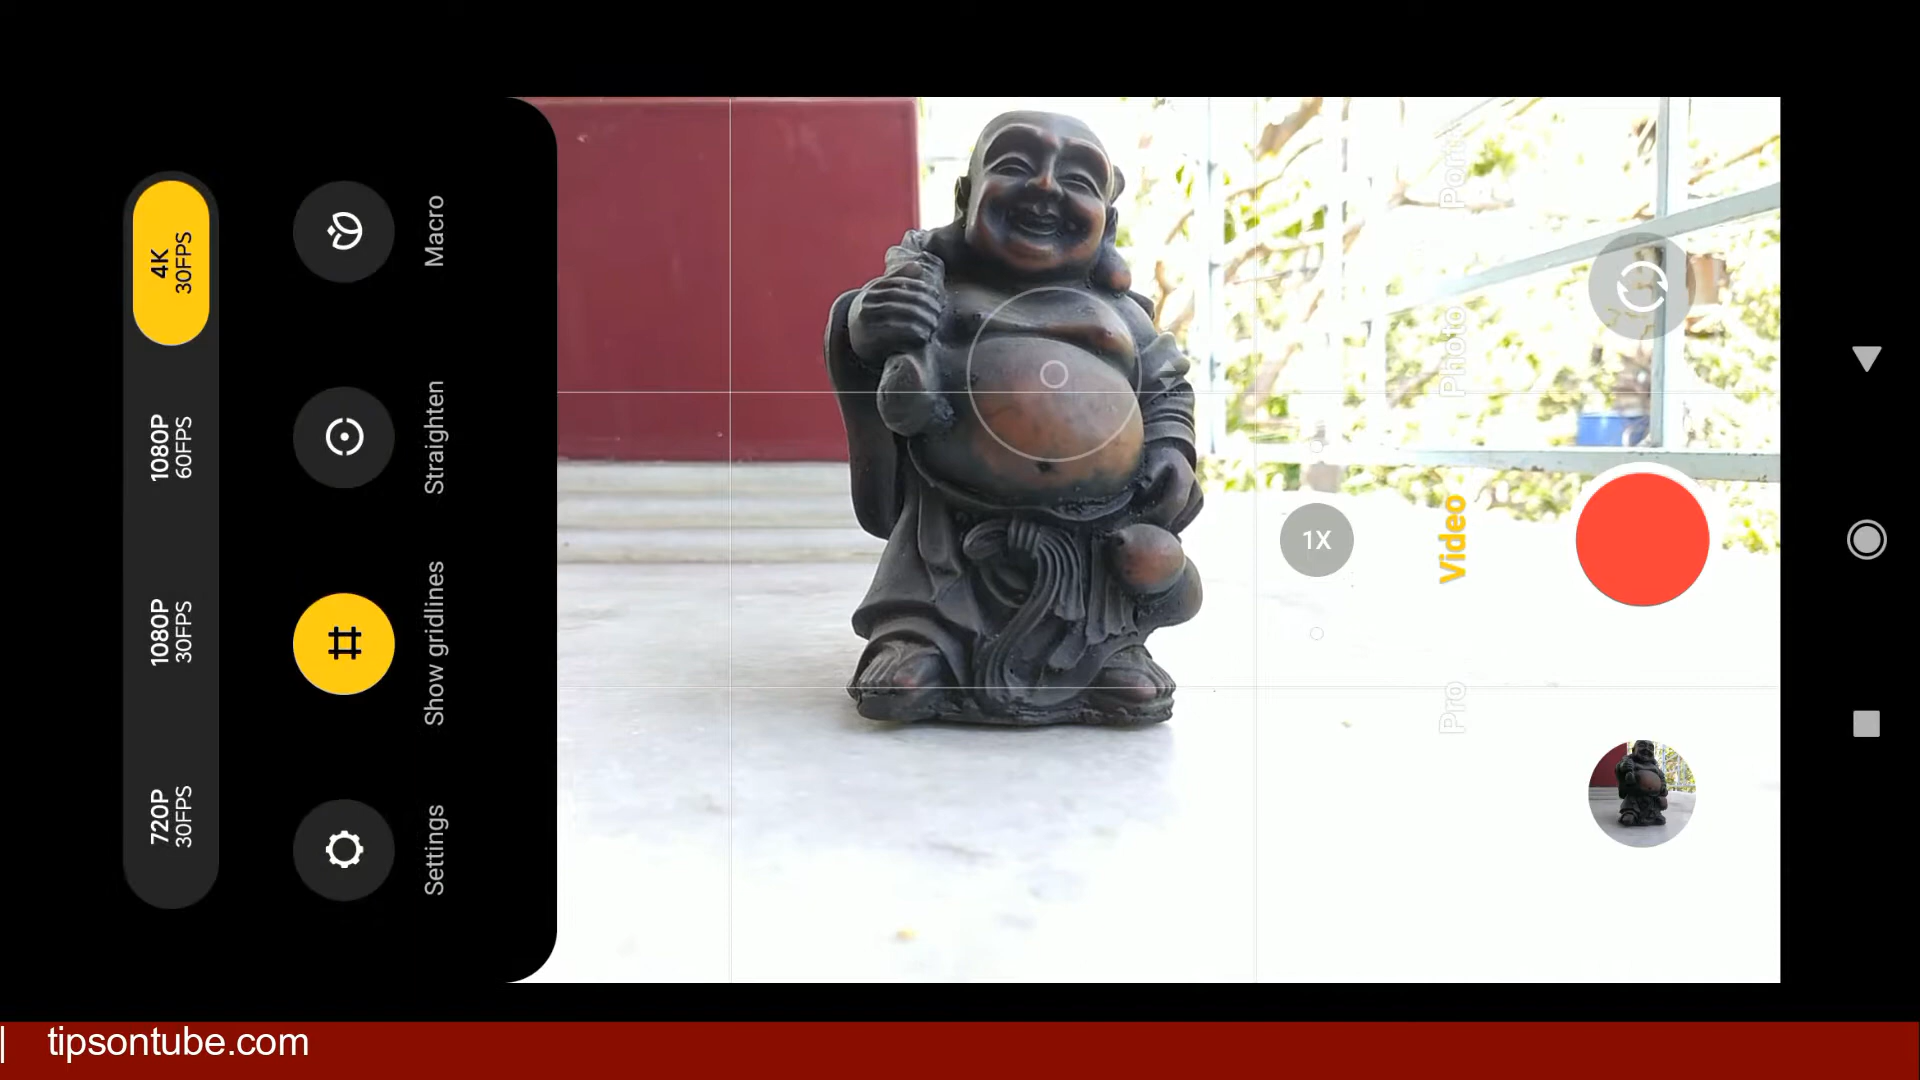 4K
30FPS
1080P
60FPS
1080P
30FPS
720P
30FPS
Macro
Straighten
Show gridlines
Settings
1X
Port
Photo
Video
Pro
tipsontube.com